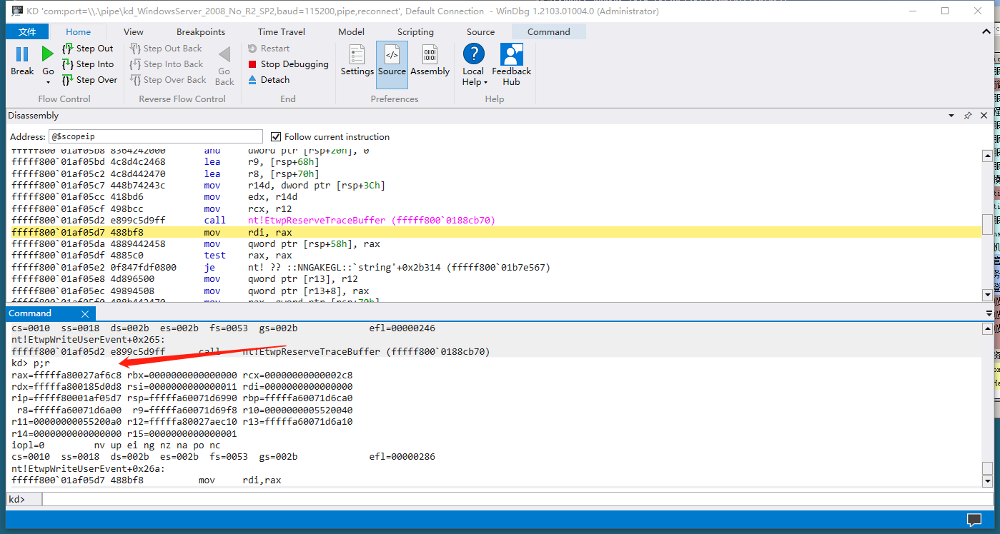 KD 'com:port=\\.\pipe\kd_WindowsServer_2008_No_R2_SP2,baud=115200,pipe,reconnect', Default Connection - WinDbg 1.2103.01004.0 (Administrator)
文件 Home View Breakpoints Time Travel Model Scripting Source Command
Break Go
Step Out
Step Into
Step Over
Flow Control
Step Out Back
Step Into Back
Step Over Back
Go Back
Reverse Flow Control
Restart
Stop Debugging
Detach
End
Settings Source Assembly
Preferences
Local Help Feedback Hub
Help
Disassembly
Address: @$scopeip Follow current instruction
fffff800`01af05b8 8364242000 and dword ptr [rsp+20h], 0
fffff800`01af05bd 4c8d4c2468 lea r9, [rsp+68h]
fffff800`01af05c2 4c8d442470 lea r8, [rsp+70h]
fffff800`01af05c7 448b74243c mov r14d, dword ptr [rsp+3Ch]
fffff800`01af05cc 418bd6 mov edx, r14d
fffff800`01af05cf 498bcc mov rcx, r12
fffff800`01af05d2 e899c5d9ff call nt!EtwpReserveTraceBuffer (fffff800`0188cb70)
fffff800`01af05d7 488bf8 mov rdi, rax
fffff800`01af05da 4889442458 mov qword ptr [rsp+58h], rax
fffff800`01af05df 4885c0 test rax, rax
fffff800`01af05e2 0f847fdf0800 je nt! ?? ::NNGAKEGL::`string'+0x2b314 (fffff800`01b7e567)
fffff800`01af05e8 4d896500 mov qword ptr [r13], r12
fffff800`01af05ec 49894508 mov qword ptr [r13+8], rax
fffff800`01af05f0 488b442470 mov rax, qword ptr [rsp+70h]
Command
cs=0010 ss=0018 ds=002b es=002b fs=0053 gs=002b efl=00000246
nt!EtwpWriteUserEvent+0x265:
fffff800`01af05d2 e899c5d9ff call nt!EtwpReserveTraceBuffer (fffff800`0188cb70)
kd> p;r
rax=fffffa80027af6c8 rbx=0000000000000000 rcx=00000000000002c8
rdx=fffffa800185d0d8 rsi=0000000000000011 rdi=0000000000000000
rip=fffff80001af05d7 rsp=fffffa60071d6990 rbp=fffffa60071d6ca0
r8=fffffa60071d6a00 r9=fffffa60071d69f8 r10=0000000005520040
r11=00000000055200a0 r12=fffffa80027aec10 r13=fffffa60071d6a10
r14=0000000000000000 r15=0000000000000001
iopl=0 nv up ei ng nz na po nc
cs=0010 ss=0018 ds=002b es=002b fs=0053 gs=002b efl=00000286
nt!EtwpWriteUserEvent+0x26a:
fffff800`01af05d7 488bf8 mov rdi,rax
kd>